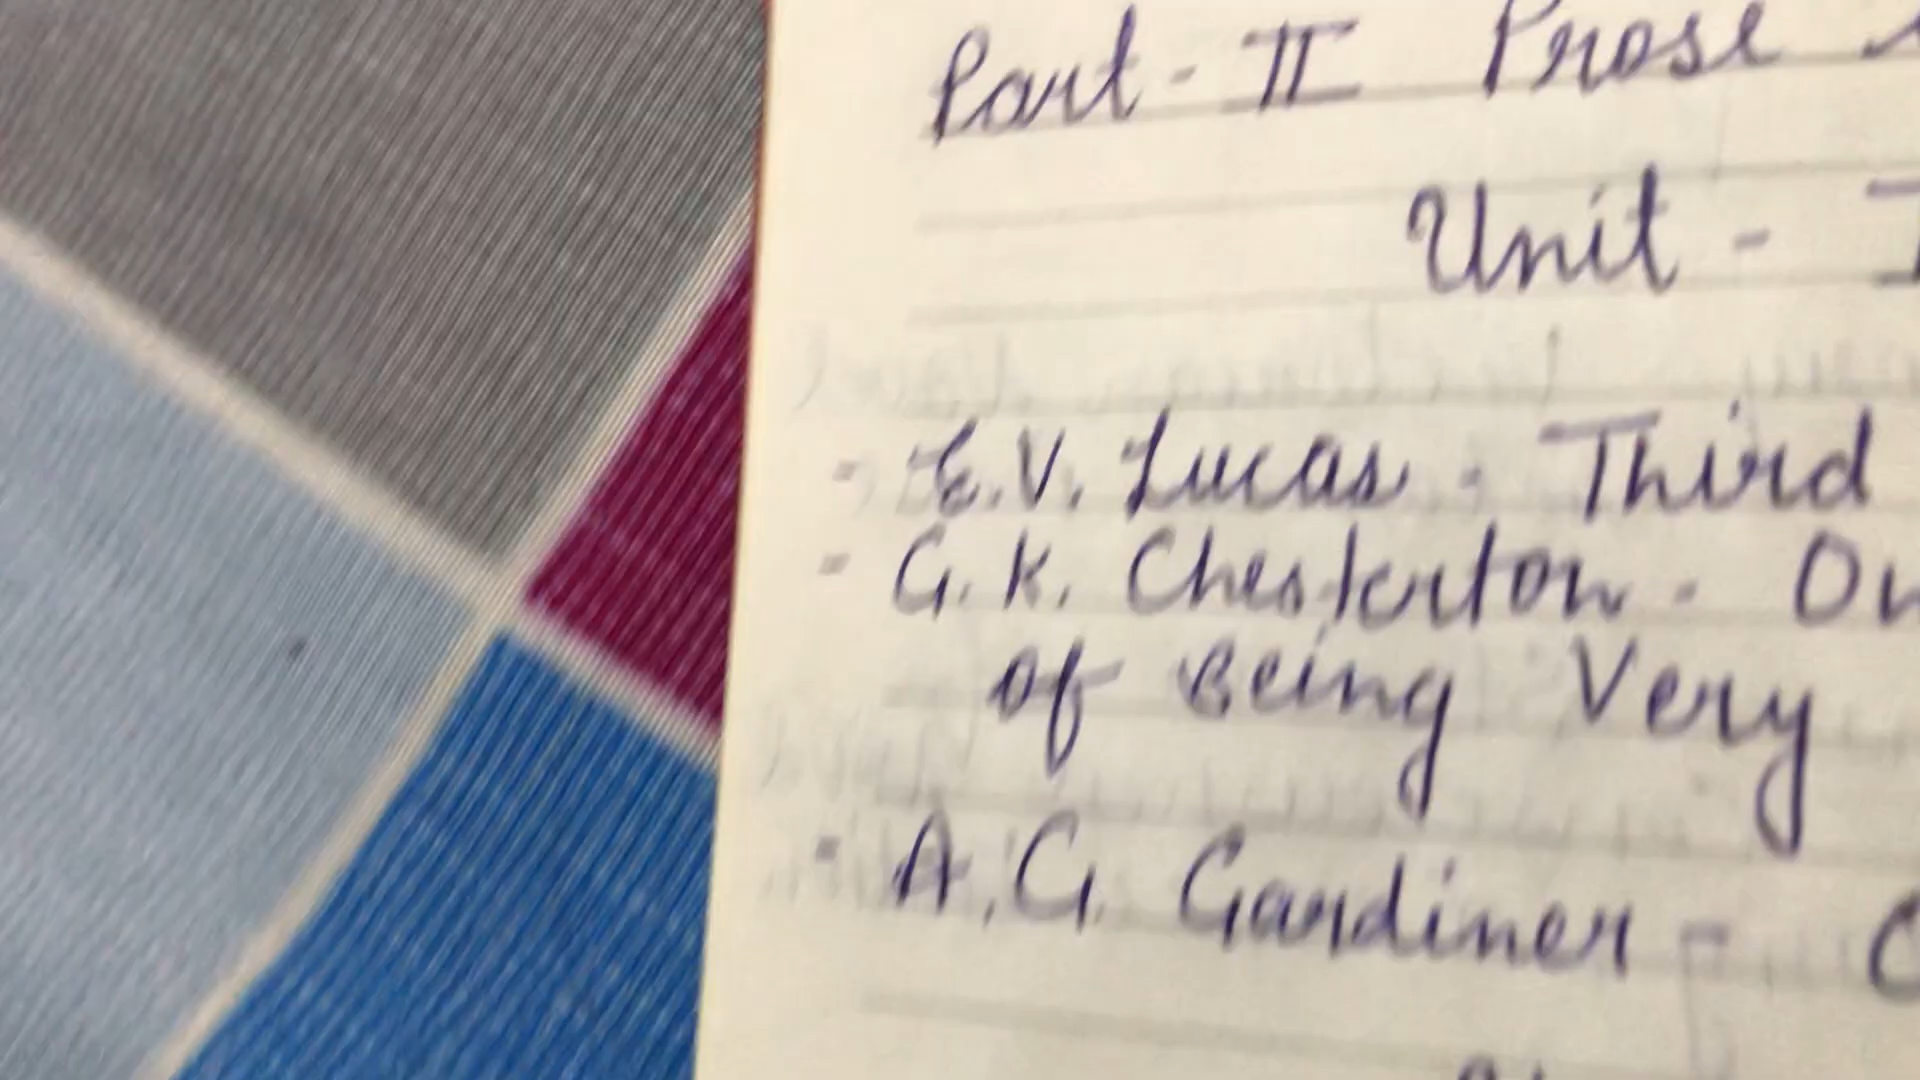 Part - II Prose
Unit -
- E.V. Lucas - Third
- G.K. Chesterton - On
of Being Very
- A.G. Gardiner -